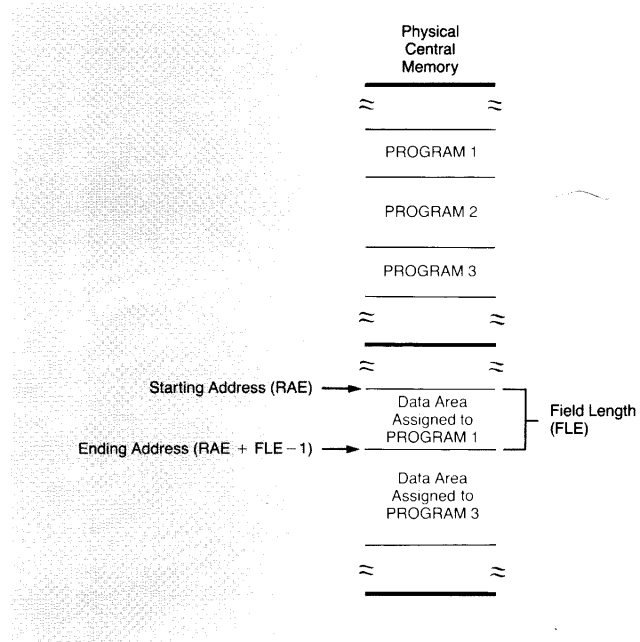 Physical
Central
Memory
PROGRAM 1
PROGRAM 2
PROGRAM 3
Starting Address (RAE)
Data Area
Assigned to
PROGRAM 1
Field Length
(FLE)
Ending Address (RAE + FLE – 1)
Data Area
Assigned to
PROGRAM 3